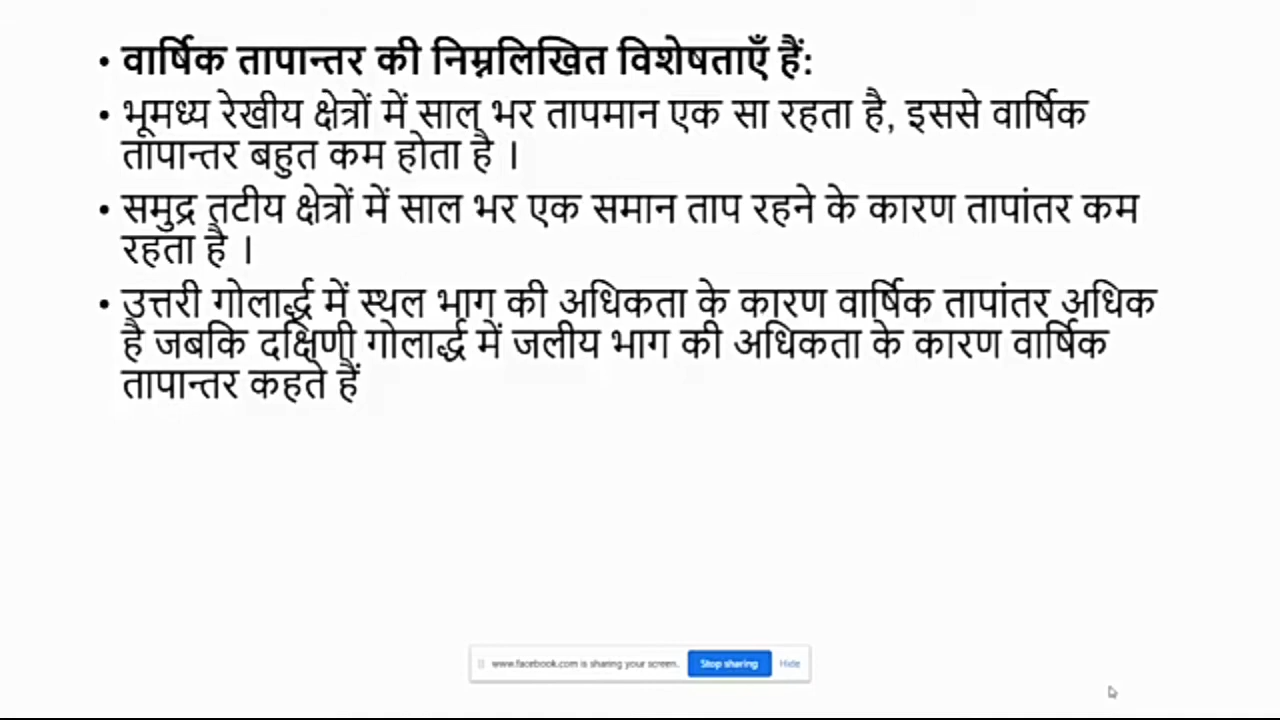 • वार्षिक तापान्तर की निम्नलिखित विशेषताएँ हैं:
• भूमध्य रेखीय क्षेत्रों में साल भर तापमान एक सा रहता है, इससे वार्षिक
तापान्तर बहुत कम होता है ।
• समुद्र तटीय क्षेत्रों में साल भर एक समान ताप रहने के कारण तापांतर कम
रहता है ।
• उत्तरी गोलार्द्ध में स्थल भाग की अधिकता के कारण वार्षिक तापांतर अधिक
है जबकि दक्षिणी गोलार्द्ध में जलीय भाग की अधिकता के कारण वार्षिक
तापान्तर कहते हैं
www.facebook.com is sharing your screen. Stop sharing Hide